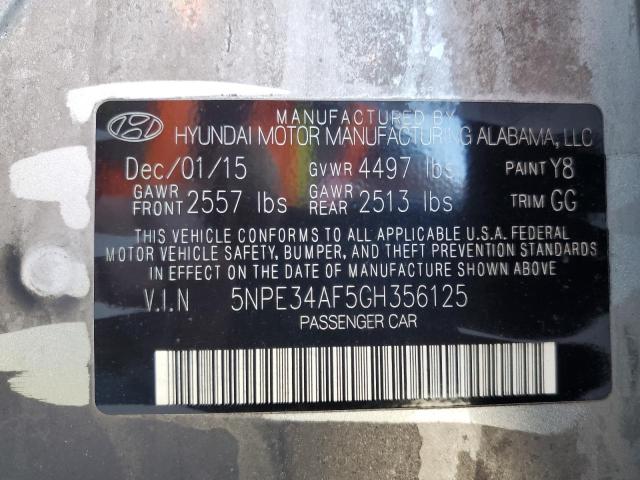 MANUFACTURED BY
HYUNDAI MOTOR MANUFACTURING ALABAMA, LLC
Dec/01/15 GVWR 4497 lbs PAINT Y8
GAWR FRONT 2557 lbs GAWR REAR 2513 lbs TRIM GG
THIS VEHICLE CONFORMS TO ALL APPLICABLE U.S.A. FEDERAL
MOTOR VEHICLE SAFETY, BUMPER, AND THEFT PREVENTION STANDARDS
IN EFFECT ON THE DATE OF MANUFACTURE SHOWN ABOVE
V.I.N 5NPE34AF5GH356125
PASSENGER CAR